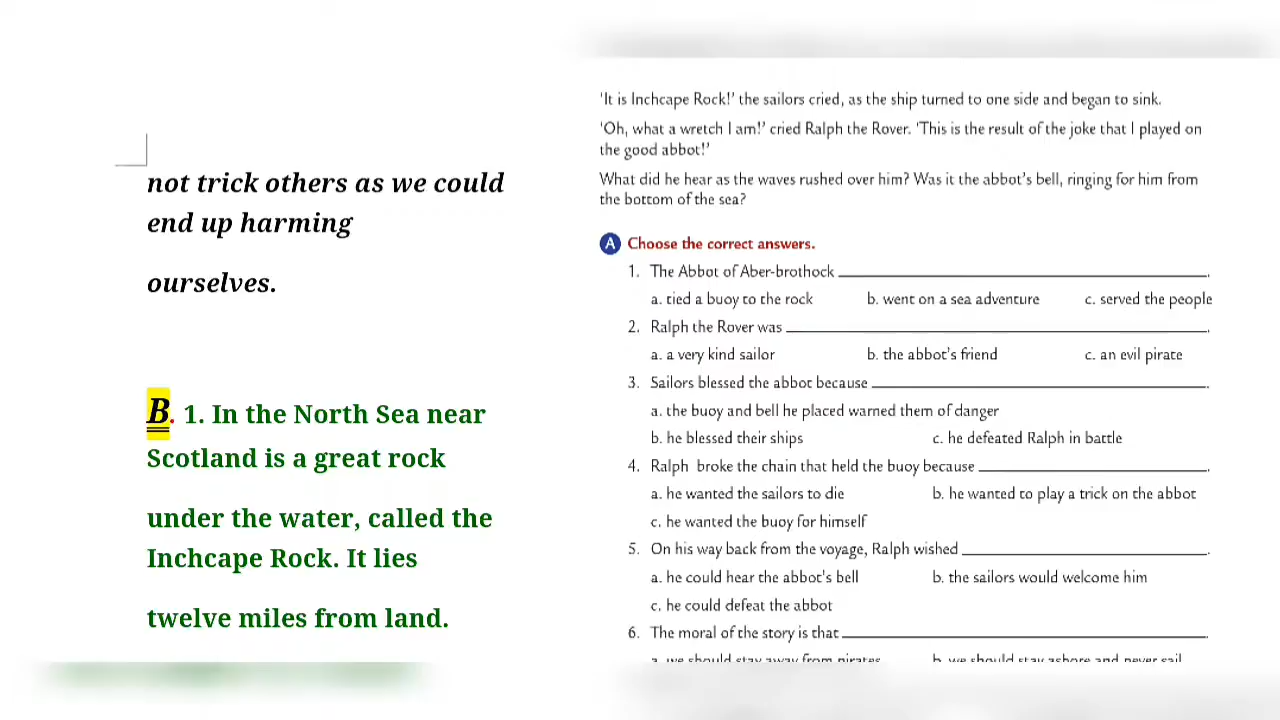 not trick others as we could
end up harming
ourselves.
B. 1. In the North Sea near
Scotland is a great rock
under the water, called the
Inchcape Rock. It lies
twelve miles from land.
'It is Inchcape Rock!' the sailors cried, as the ship turned to one side and began to sink.
'Oh, what a wretch I am!' cried Ralph the Rover. 'This is the result of the joke that I played on
the good abbot!'
What did he hear as the waves rushed over him? Was it the abbot's bell, ringing for him from
the bottom of the sea?
A Choose the correct answers.
1. The Abbot of Aber-brothock ____.
a. tied a buoy to the rock b. went on a sea adventure c. served the people
2. Ralph the Rover was ____.
a. a very kind sailor b. the abbot's friend c. an evil pirate
3. Sailors blessed the abbot because ____.
a. the buoy and bell he placed warned them of danger
b. he blessed their ships c. he defeated Ralph in battle
4. Ralph broke the chain that held the buoy because ____.
a. he wanted the sailors to die b. he wanted to play a trick on the abbot
c. he wanted the buoy for himself
5. On his way back from the voyage, Ralph wished ____.
a. he could hear the abbot's bell b. the sailors would welcome him
c. he could defeat the abbot
6. The moral of the story is that ____.
a. we should stay away from pirates b. we should stay ashore and never sail